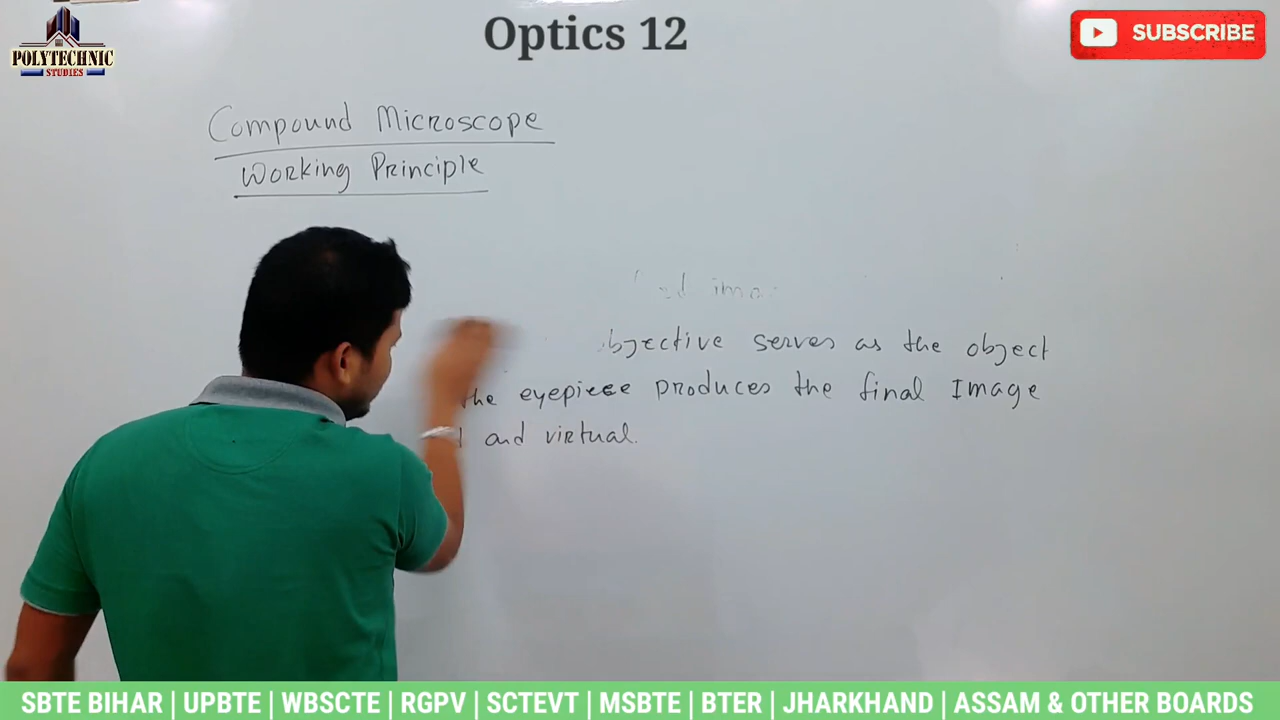 POLYTECHNIC
STUDIES
Optics 12
SUBSCRIBE
Compound Microscope
Working Principle
objective serves as the object
the eyepiece produces the final Image
and virtual.
SBTE BIHAR | UPBTE | WBSCTE | RGPV | SCTEVT | MSBTE | BTER | JHARKHAND | ASSAM & OTHER BOARDS